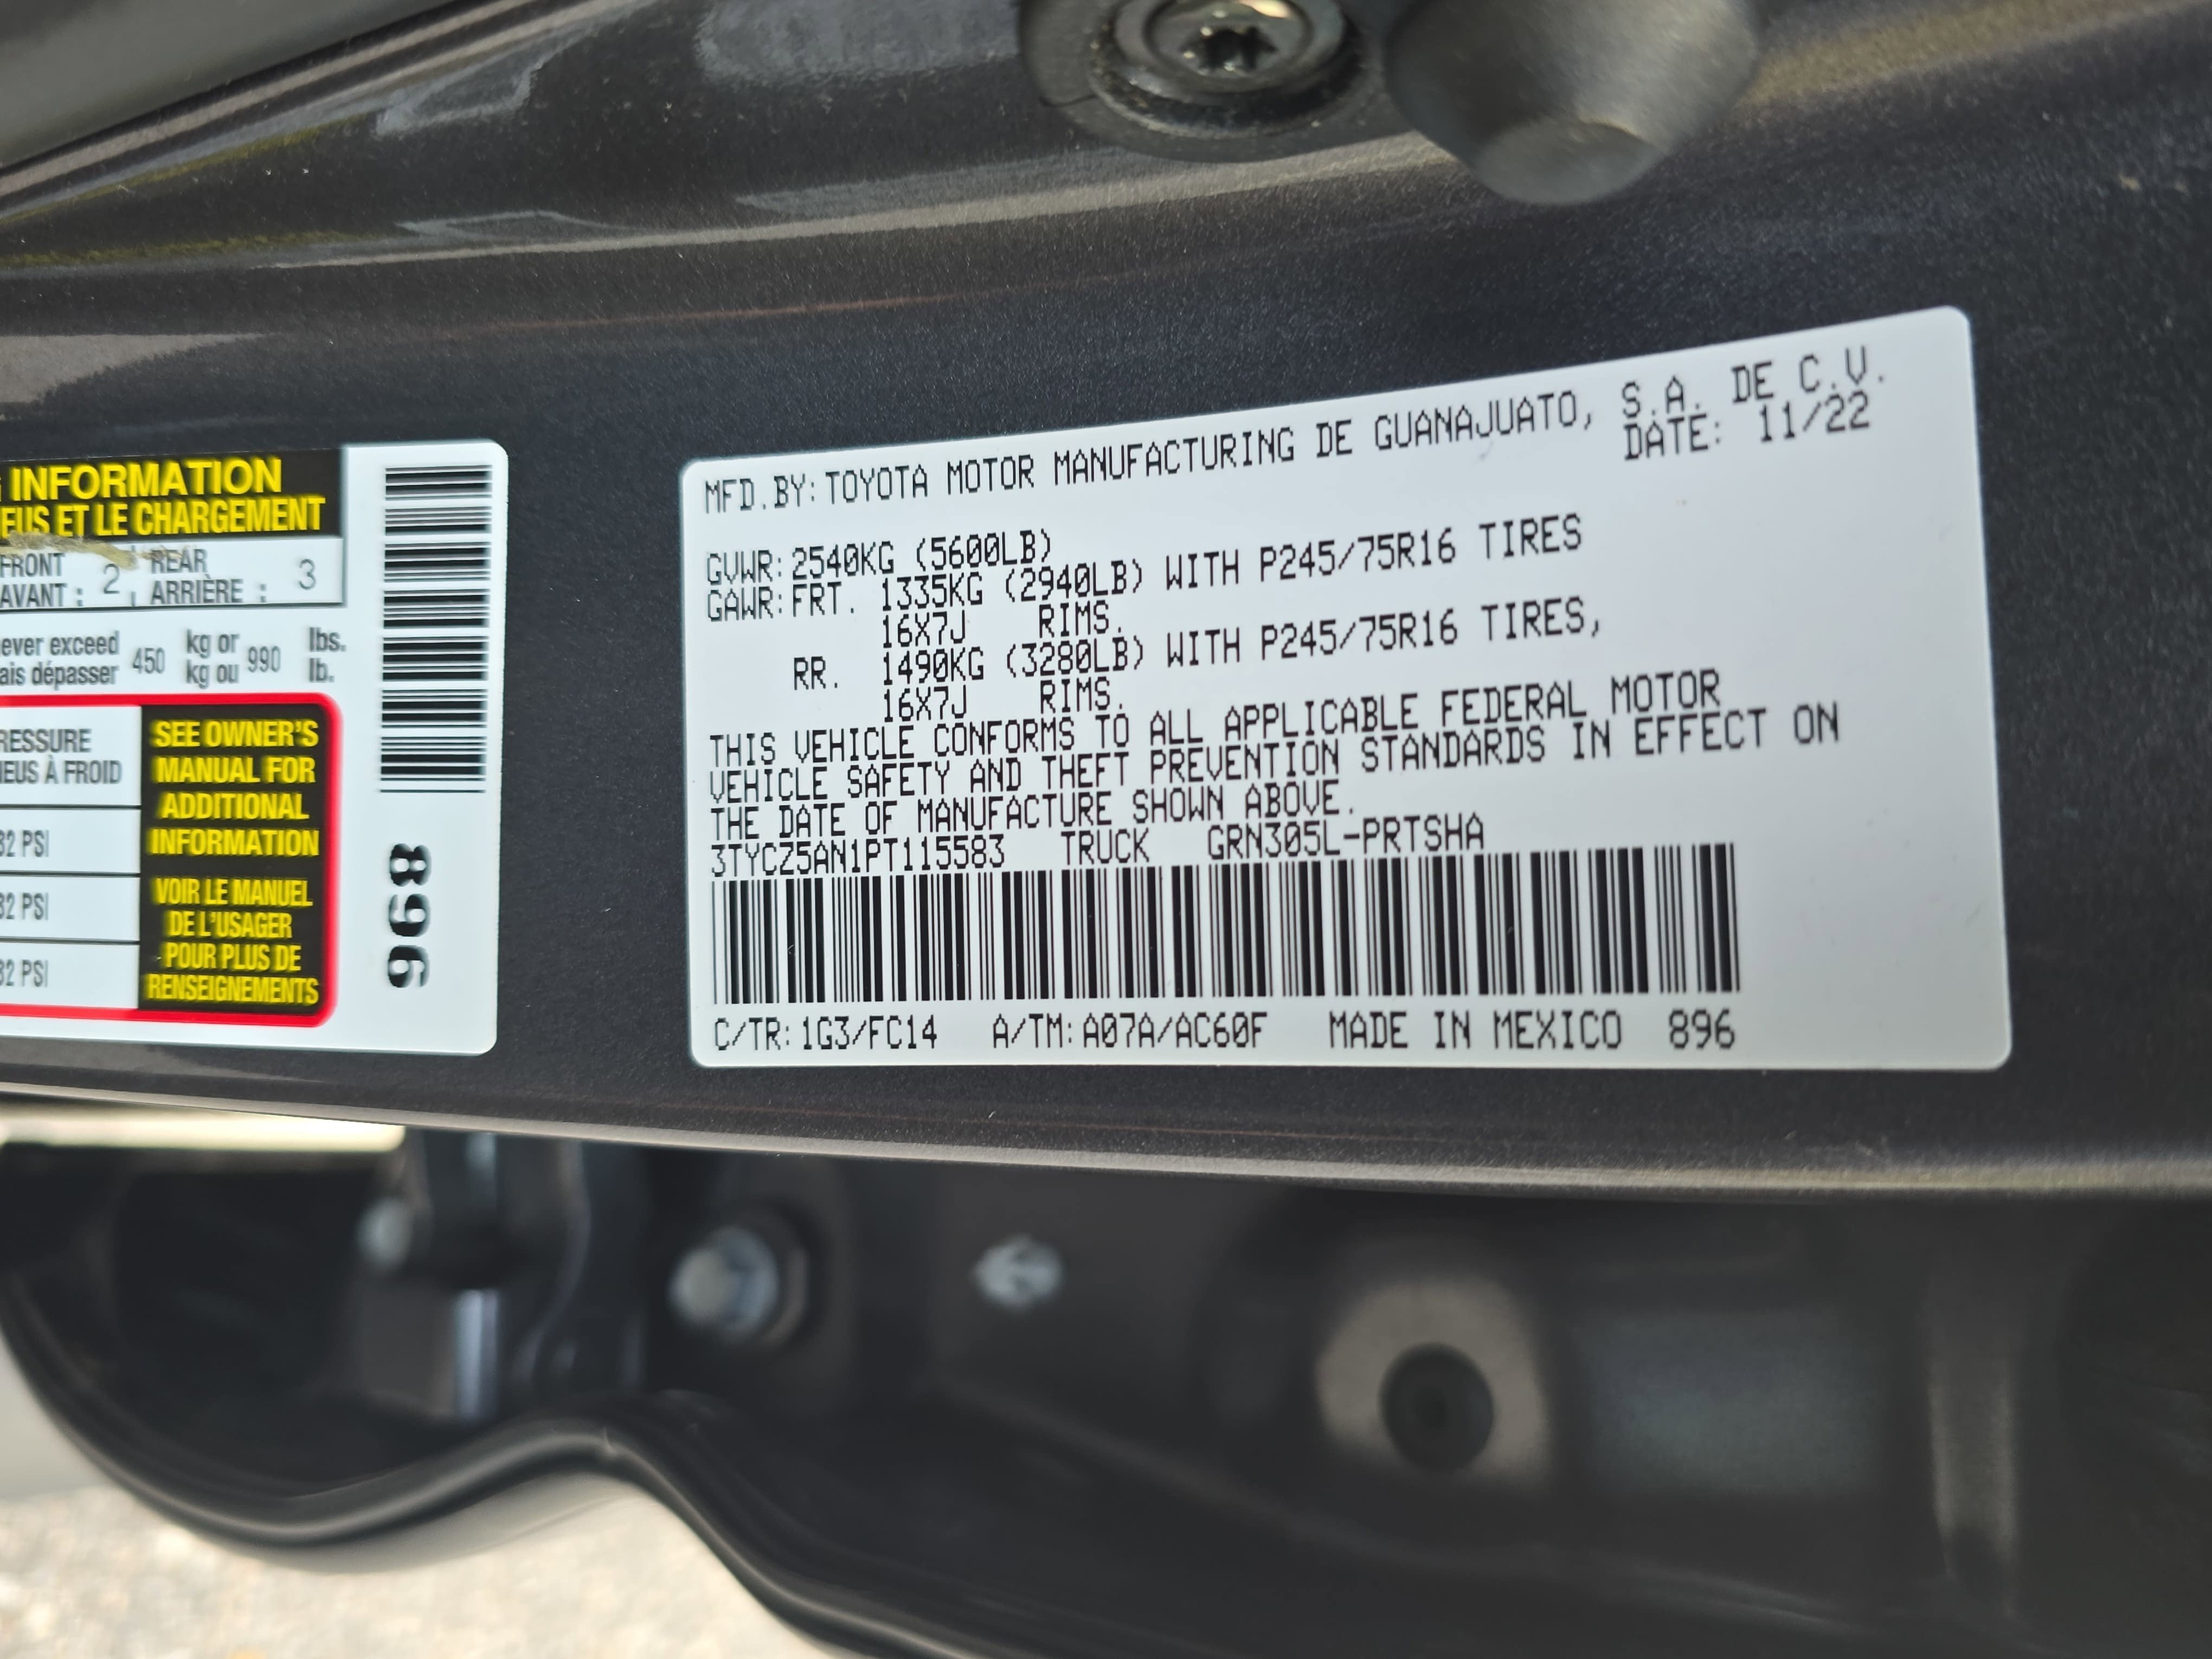 INFORMATION
ET LE CHARGEMENT
FRONT 2 REAR 3
AVANT : ARRIÈRE :
never exceed 450 kg or 990 lbs.
dépasser kg ou lb.
PRESSURE
À FROID
32 PSI
32 PSI
32 PSI
SEE OWNER'S
MANUAL FOR
ADDITIONAL
INFORMATION
VOIR LE MANUEL
DE L'USAGER
POUR PLUS DE
RENSEIGNEMENTS
896
MFD.BY:TOYOTA MOTOR MANUFACTURING DE GUANAJUATO, S.A. DE C.V.
DATE: 11/22
GVWR:2540KG (5600LB)
GAWR:FRT. 1335KG (2940LB) WITH P245/75R16 TIRES
16X7J RIMS.
RR. 1490KG (3280LB) WITH P245/75R16 TIRES,
16X7J RIMS.
THIS VEHICLE CONFORMS TO ALL APPLICABLE FEDERAL MOTOR
VEHICLE SAFETY AND THEFT PREVENTION STANDARDS IN EFFECT ON
THE DATE OF MANUFACTURE SHOWN ABOVE.
3TYCZ5AN1PT115583 TRUCK GRN305L-PRTSHA
C/TR:1G3/FC14 A/TM:A07A/AC60F MADE IN MEXICO 896